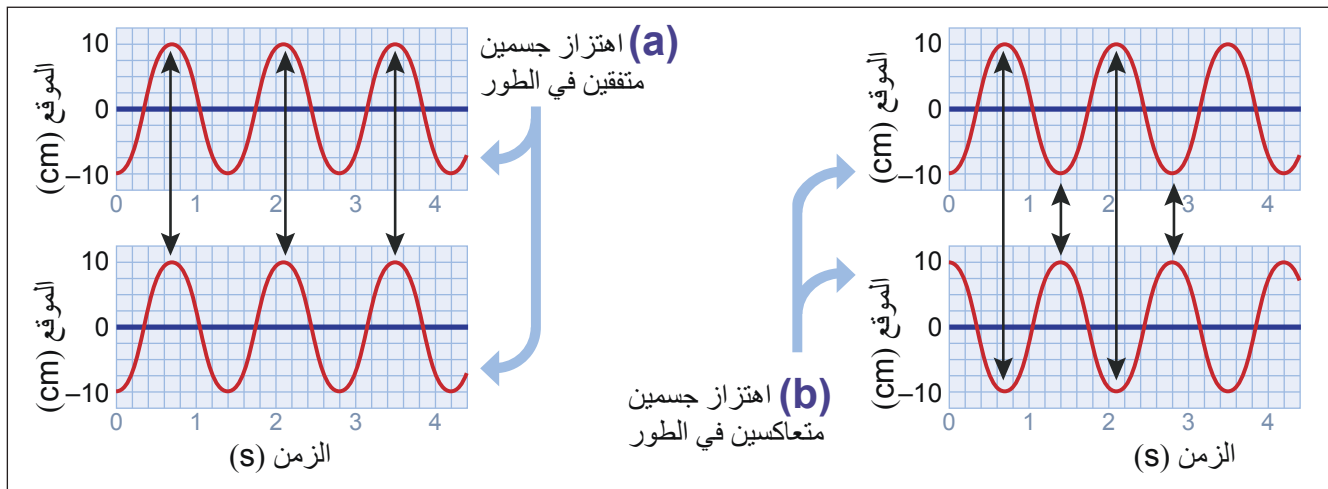 (a) اهتزاز جسمين
متفقين في الطور
الموقع (cm)
10
0
–10
0 1 2 3 4
الموقع (cm)
10
0
–10
0 1 2 3 4
الزمن (s)
(b) اهتزاز جسمين
متعاكسين في الطور
الموقع (cm)
10
0
–10
0 1 2 3 4
الموقع (cm)
10
0
–10
0 1 2 3 4
الزمن (s)